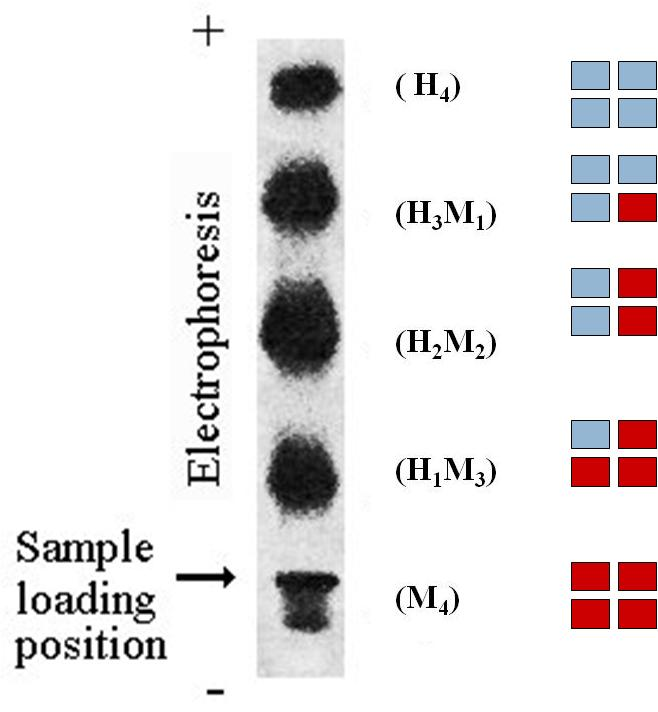 +
( H₄)
(H₃M₁)
Electrophoresis
(H₂M₂)
(H₁M₃)
Sample
loading
position
(M₄)
-